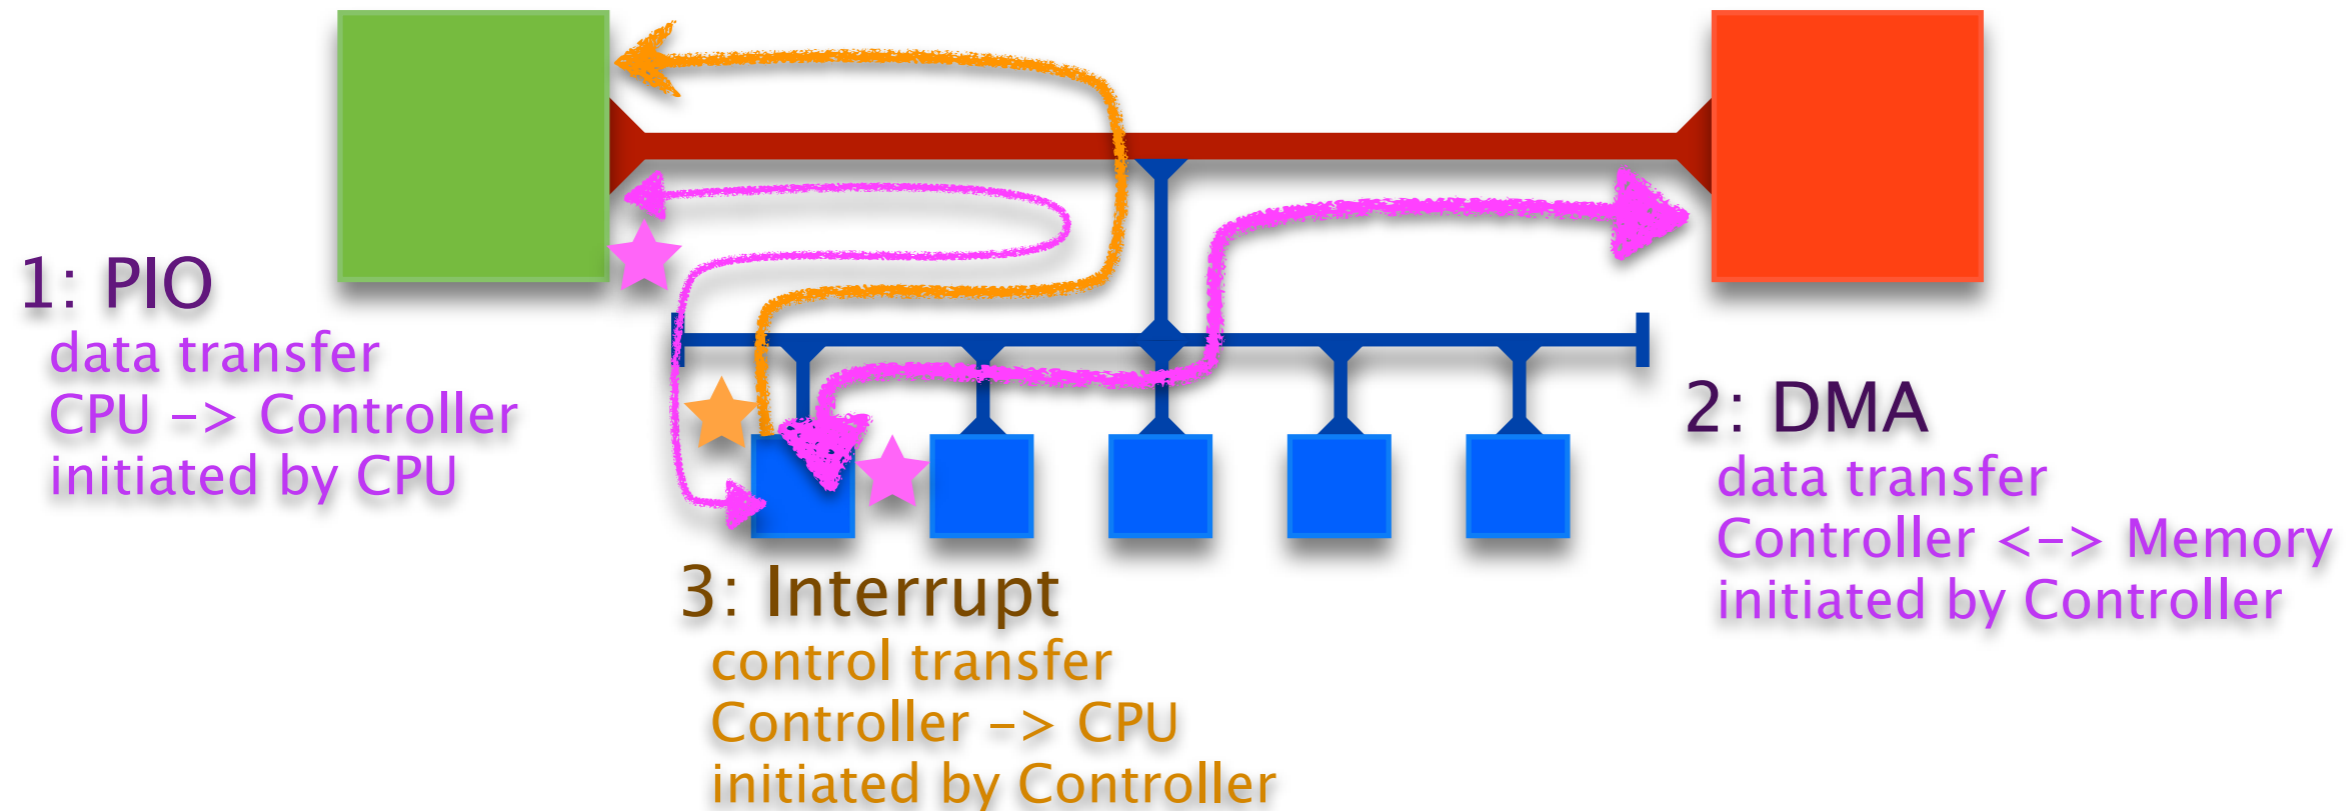 1: PIO
data transfer
CPU -> Controller
initiated by CPU
2: DMA
data transfer
Controller <-> Memory
initiated by Controller
3: Interrupt
control transfer
Controller -> CPU
initiated by Controller